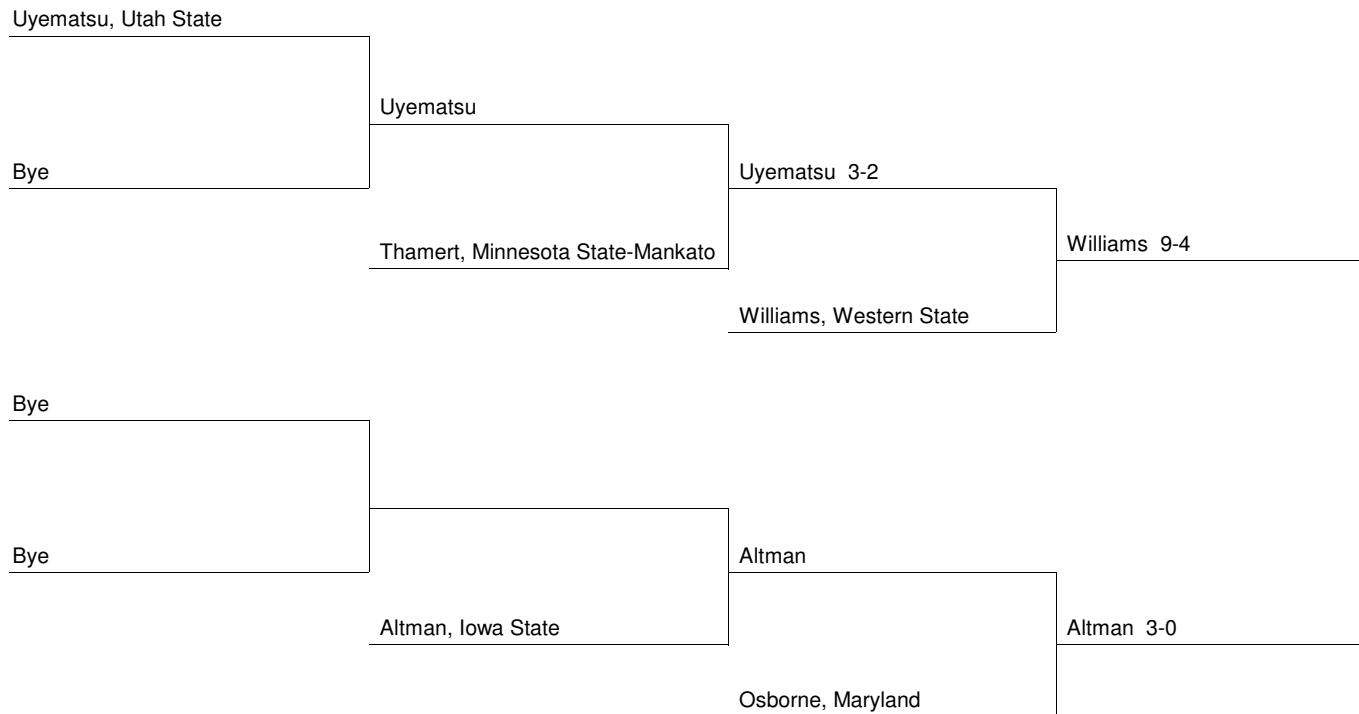 Uyematsu, Utah State
Uyematsu
Bye
Uyematsu 3-2
Thamert, Minnesota State-Mankato
Williams 9-4
Williams, Western State
Bye
Bye
Altman
Altman, Iowa State
Altman 3-0
Osborne, Maryland